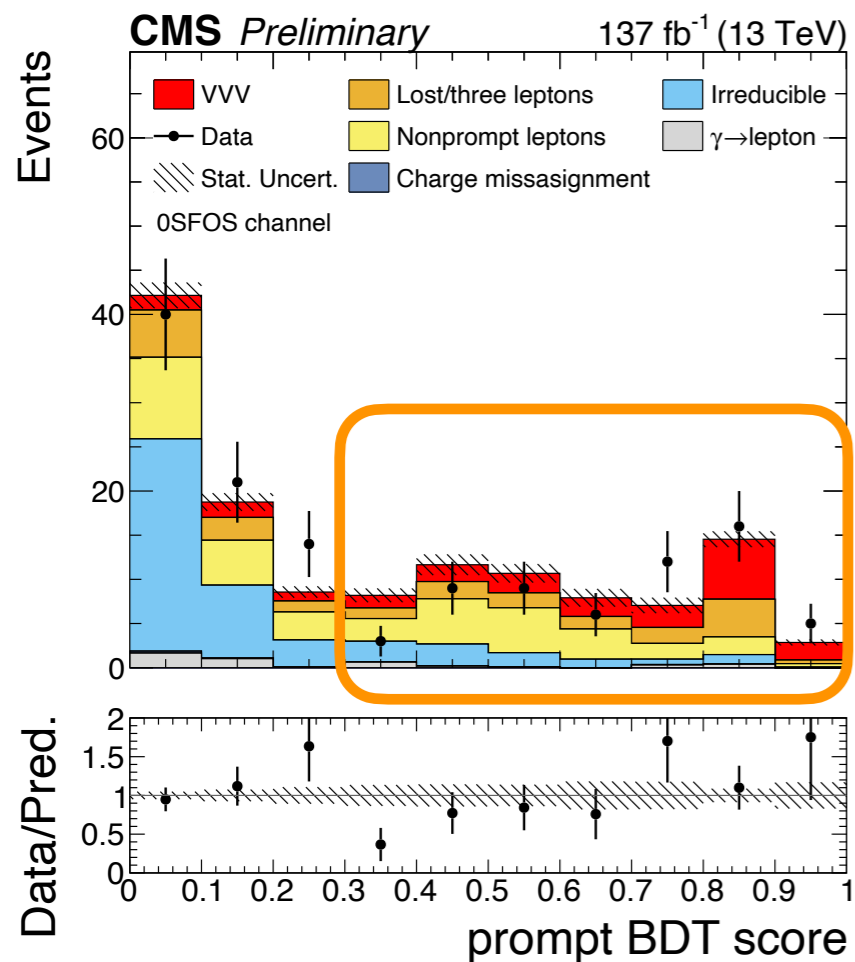 CMS Preliminary 137 fb⁻¹ (13 TeV)
Events
60
40
20
0
VVV Lost/three leptons Irreducible
Data Nonprompt leptons γ→lepton
Stat. Uncert. Charge missasignment
0SFOS channel
Data/Pred.
2
1.5
1
0.5
0
0 0.1 0.2 0.3 0.4 0.5 0.6 0.7 0.8 0.9 1
prompt BDT score